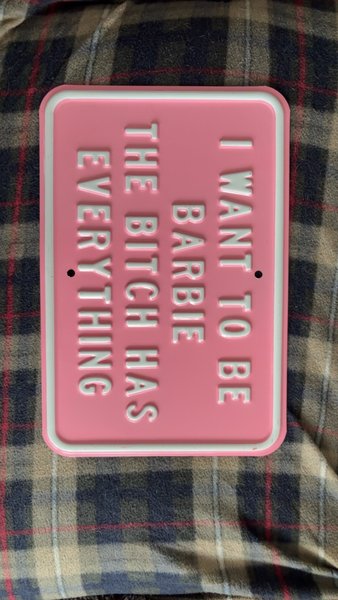 I WANT TO BE
BARBIE
THE BITCH HAS
EVERYTHING